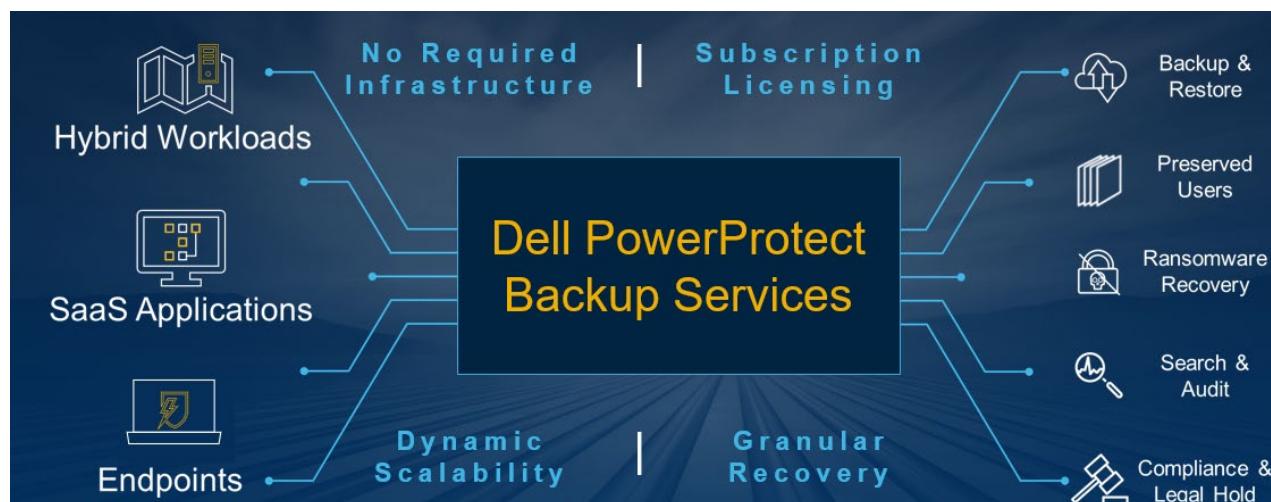 No Required
Infrastructure
Subscription
Licensing
Hybrid Workloads
SaaS Applications
Endpoints
Dell PowerProtect
Backup Services
Backup &
Restore
Preserved
Users
Ransomware
Recovery
Search &
Audit
Compliance &
Legal Hold
Dynamic
Scalability
Granular
Recovery